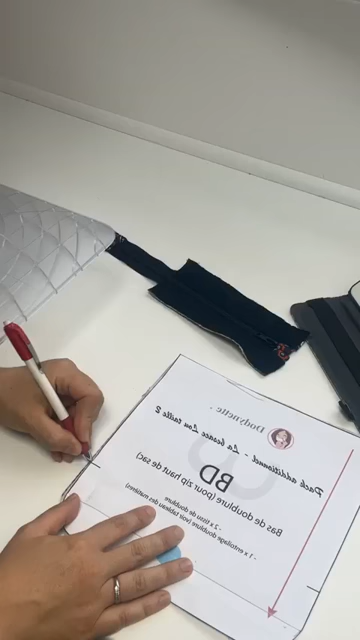 Dodynette.
Pack additionnel - La besace Lou taille 2
BD
Bas de doublure (pour zip haut de sac)
- 2 x tissu de doublure
- 1 x entoilage doublure (voir tableau des matières)